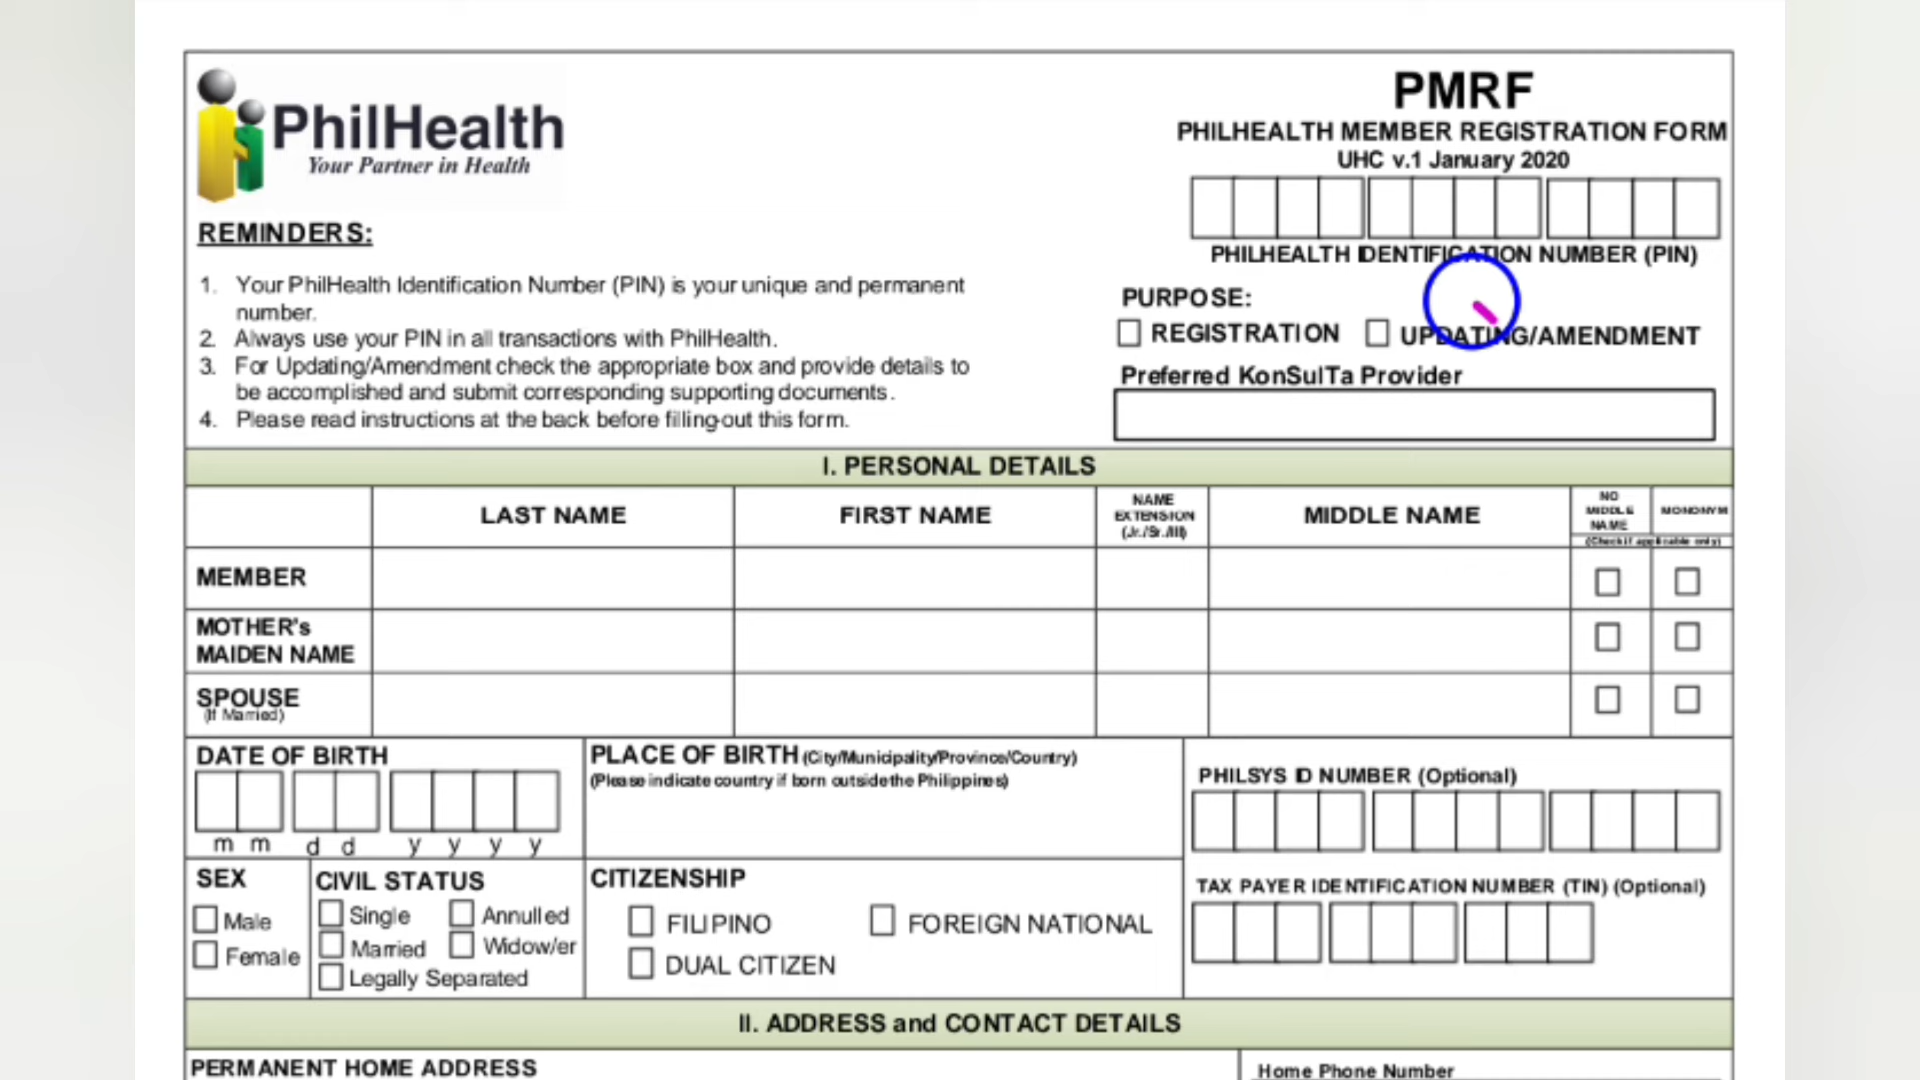 PhilHealth
Your Partner in Health
PMRF
PHILHEALTH MEMBER REGISTRATION FORM
UHC v.1 January 2020
PHILHEALTH IDENTIFICATION NUMBER (PIN)
REMINDERS:
1. Your PhilHealth Identification Number (PIN) is your unique and permanent
number.
2. Always use your PIN in all transactions with PhilHealth.
3. For Updating/Amendment check the appropriate box and provide details to
be accomplished and submit corresponding supporting documents.
4. Please read instructions at the back before filling-out this form.
PURPOSE:
REGISTRATION UPDATING/AMENDMENT
Preferred KonSulTa Provider
I. PERSONAL DETAILS
LAST NAME FIRST NAME NAME EXTENSION (Jr./Sr./III) MIDDLE NAME NO MIDDLE NAME MONONYM
(Check if applicable only)
MEMBER
MOTHER's
MAIDEN NAME
SPOUSE
(If Married)
DATE OF BIRTH
m m d d y y y y
PLACE OF BIRTH (City/Municipality/Province/Country)
(Please indicate country if born outside the Philippines)
PHILSYS ID NUMBER (Optional)
SEX
Male
Female
CIVIL STATUS
Single Annulled
Married Widow/er
Legally Separated
CITIZENSHIP
FILIPINO FOREIGN NATIONAL
DUAL CITIZEN
TAX PAYER IDENTIFICATION NUMBER (TIN) (Optional)
II. ADDRESS and CONTACT DETAILS
PERMANENT HOME ADDRESS
Home Phone Number